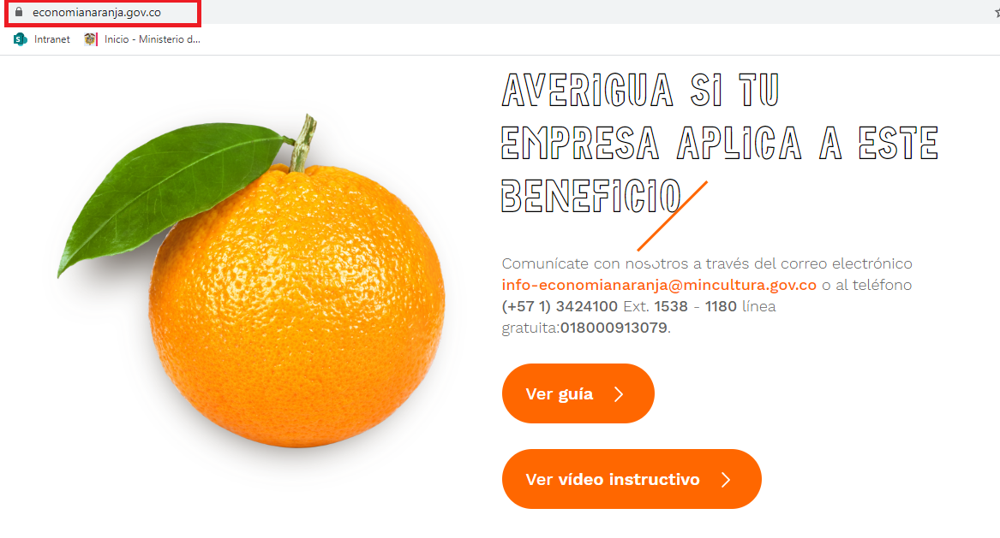 economianaranja.gov.co
Intranet Inicio - Ministerio d...
AVERIGUA SI TU
EMPRESA APLICA A ESTE
BENEFICIO
Comunícate con nosotros a través del correo electrónico
info-economianaranja@mincultura.gov.co o al teléfono
(+57 1) 3424100 Ext. 1538 - 1180 línea
gratuita:018000913079.
Ver guía
Ver vídeo instructivo